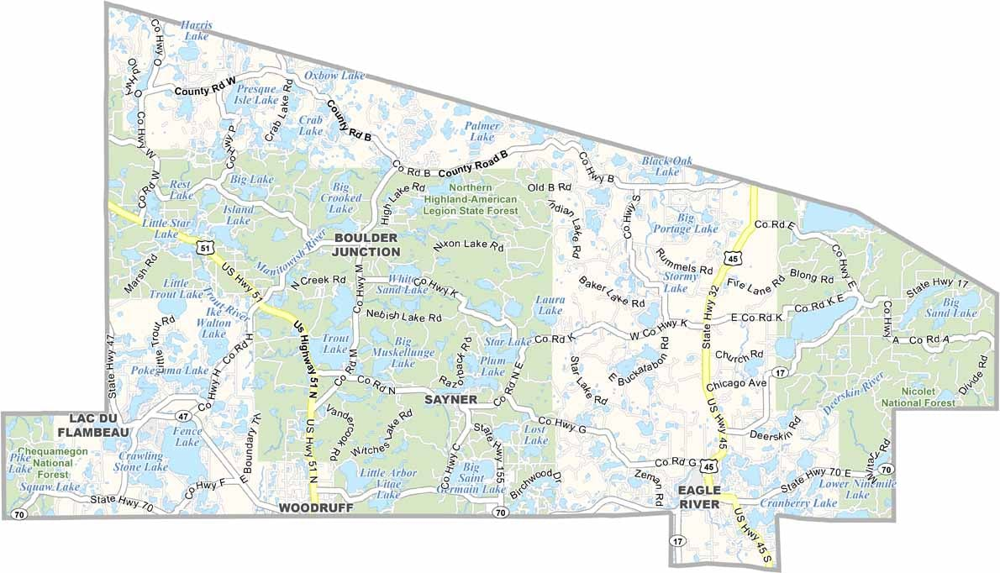 Harris
Lake
Co Hwy O
Old Hwy O
County Rd W
Presque
Isle Lake
Oxbow Lake
Crab Lake Rd
Crab
Lake
County Rd B
Palmer
Lake
Co Hwy W
Co Hwy P
Co Rd B
County Road B
Co Hwy B
Black Oak
Lake
Co Rd W
Rest
Lake
Big Lake
Big
Crooked
Lake
High Lake Rd
Northern
Highland-American
Legion State Forest
Old B Rd
Indian Lake Rd
Co Hwy S
Big
Portage Lake
Co Rd E
Island
Lake
Little Star
Lake
51
Manitowish River
BOULDER
JUNCTION
Nixon Lake Rd
Rummels Rd
45
Co Hwy E
Marsh Rd
US Hwy 51
N Creek Rd
Co Hwy M
White
Sand Lake
Co Hwy K
Baker Lake Rd
Stormy
Lake
Fire Lane Rd
Blong Rd
State Hwy 17
Little
Trout Lake
Trout River
Ike
Walton
Lake
Nebish Lake Rd
Laura
Lake
State Hwy 32
Co Rd K E
E Co Rd K
Big
Sand Lake
Little Trout Rd
Us Highway 51 N
Trout
Lake
Co Rd M
Big
Muskellunge
Lake
Razorback Rd
Star Lake
Co Rd K
W Co Hwy K
Co Hwy A
Co Rd A
State Hwy 47
Co Rd H
Pokegama Lake
Plum
Lake
Star Lake Rd
E Buckatabon Rd
Church Rd
17
Divide Rd
Co Hwy H
Co Rd N
SAYNER
Co Rd N E
Chicago Ave
Deerskin River
Nicolet
National Forest
LAC DU
FLAMBEAU
47
Fence
Lake
Boundary Trl
US Hwy 51 N
Vandercook Rd
Witches Lake Rd
State Hwy 155
Lost
Lake
Co Hwy G
US Hwy 45
Deerskin Rd
Chequamegon
National
Forest
Pike
Lake
Crawling
Stone Lake
Co Hwy C
Co Rd G
45
70
Squaw Lake
Co Hwy F
Little Arbor
Vitae
Lake
Big
Saint
Germain Lake
Birchwood Dr
Zeman Rd
EAGLE
RIVER
State Hwy 70 E
Lower Ninemile
Lake
Cranberry Lake
70
State Hwy 70
WOODRUFF
70
17
US Hwy 45 S